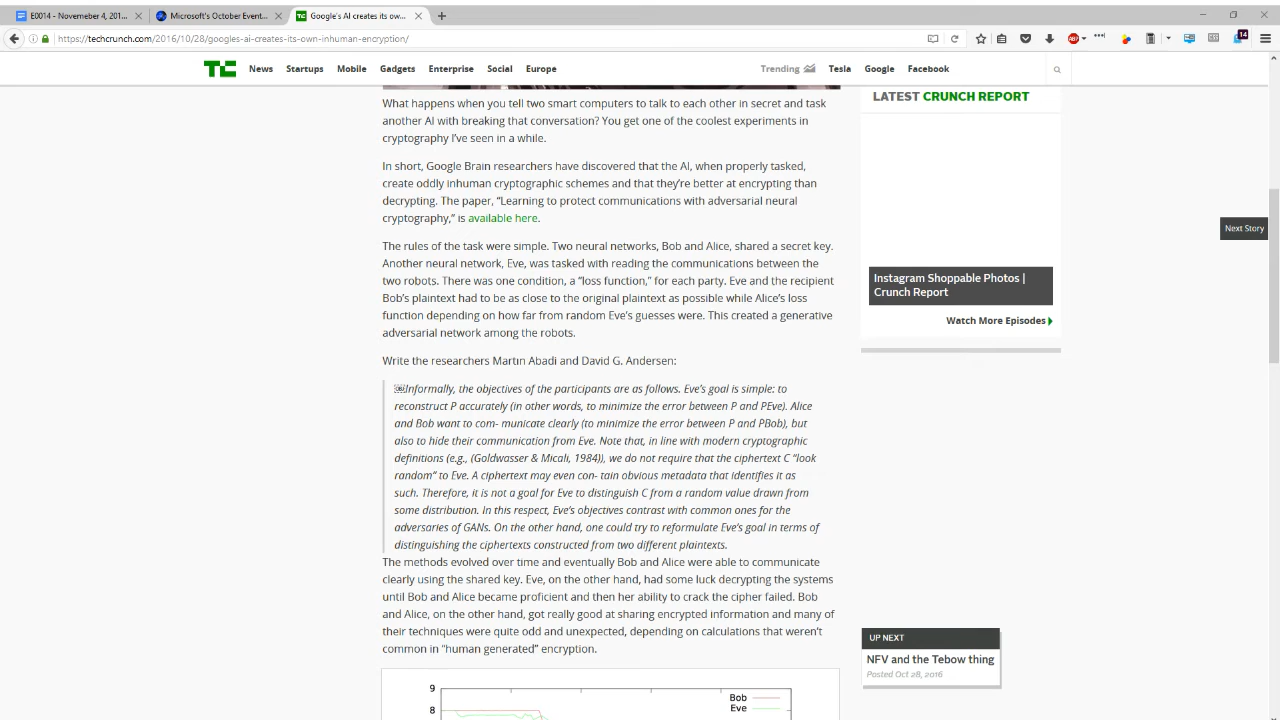 E0014 - Novemeber 4, 201...
Microsoft's October Event...
Google's AI creates its ow...
https://techcrunch.com/2016/10/28/googles-ai-creates-its-own-inhuman-encryption/
ABP
14
TC
News
Startups
Mobile
Gadgets
Enterprise
Social
Europe
Trending
Tesla
Google
Facebook
What happens when you tell two smart computers to talk to each other in secret and task
another AI with breaking that conversation? You get one of the coolest experiments in
cryptography I've seen in a while.
In short, Google Brain researchers have discovered that the AI, when properly tasked,
create oddly inhuman cryptographic schemes and that they're better at encrypting than
decrypting. The paper, "Learning to protect communications with adversarial neural
cryptography," is available here.
The rules of the task were simple. Two neural networks, Bob and Alice, shared a secret key.
Another neural network, Eve, was tasked with reading the communications between the
two robots. There was one condition, a "loss function," for each party. Eve and the recipient
Bob's plaintext had to be as close to the original plaintext as possible while Alice's loss
function depending on how far from random Eve's guesses were. This created a generative
adversarial network among the robots.
Write the researchers Martin Abadi and David G. Andersen:
Informally, the objectives of the participants are as follows. Eve's goal is simple: to
reconstruct P accurately (in other words, to minimize the error between P and PEve). Alice
and Bob want to com- municate clearly (to minimize the error between P and PBob), but
also to hide their communication from Eve. Note that, in line with modern cryptographic
definitions (e.g., (Goldwasser & Micali, 1984)), we do not require that the ciphertext C "look
random" to Eve. A ciphertext may even con- tain obvious metadata that identifies it as
such. Therefore, it is not a goal for Eve to distinguish C from a random value drawn from
some distribution. In this respect, Eve's objectives contrast with common ones for the
adversaries of GANs. On the other hand, one could try to reformulate Eve's goal in terms of
distinguishing the ciphertexts constructed from two different plaintexts.
The methods evolved over time and eventually Bob and Alice were able to communicate
clearly using the shared key. Eve, on the other hand, had some luck decrypting the systems
until Bob and Alice became proficient and then her ability to crack the cipher failed. Bob
and Alice, on the other hand, got really good at sharing encrypted information and many of
their techniques were quite odd and unexpected, depending on calculations that weren't
common in "human generated" encryption.
9
8
Bob
Eve
LATEST CRUNCH REPORT
Instagram Shoppable Photos |
Crunch Report
Watch More Episodes
Next Story
UP NEXT
NFV and the Tebow thing
Posted Oct 28, 2016